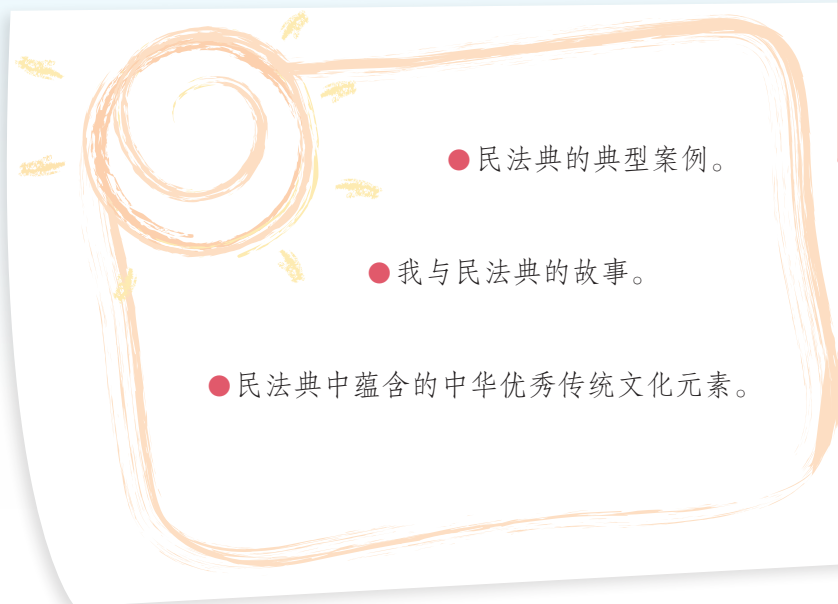 ●民法典的典型案例。
●我与民法典的故事。
●民法典中蕴含的中华优秀传统文化元素。